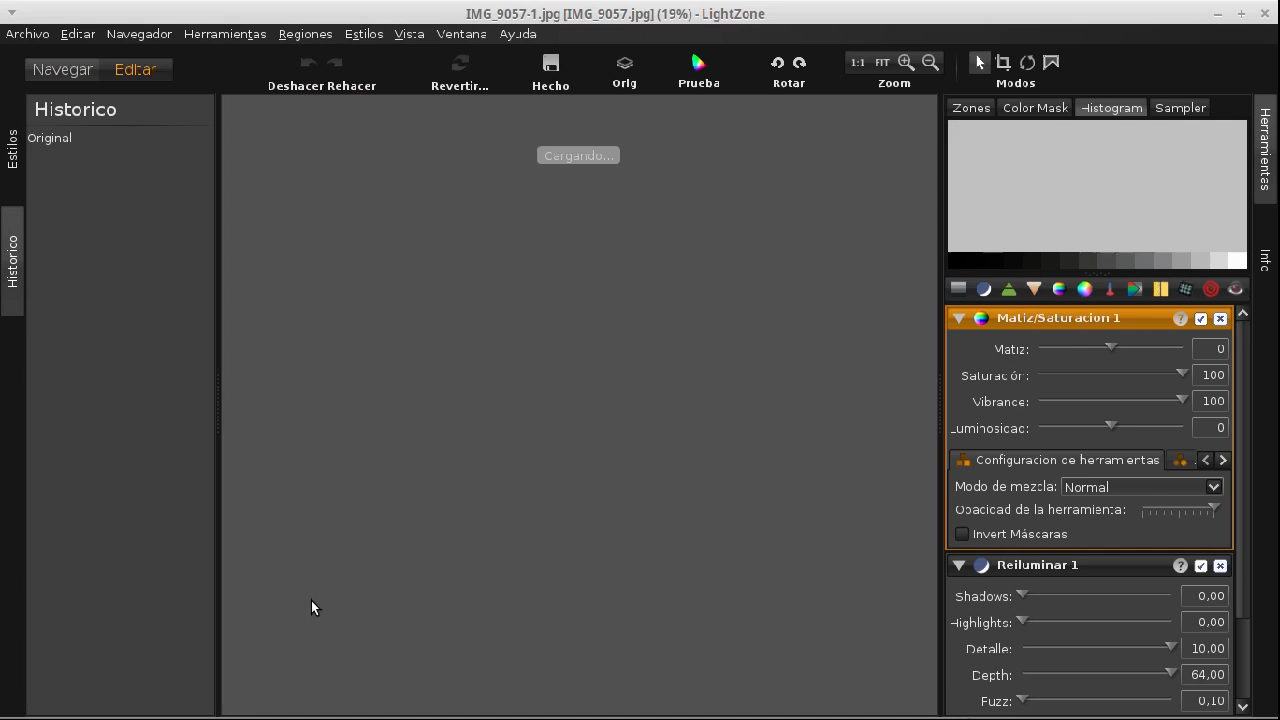 IMG_9057-1.jpg [IMG_9057.jpg] (19%) - LightZone
Archivo Editar Navegador Herramientas Regiones Estilos Vista Ventana Ayuda
Navegar Editar
Deshacer Rehacer Revertir... Hecho Orig Prueba Rotar
1:1 FIT
Zoom Modos
Historico
Original
Estilos
Historico
Cargando...
Zones Color Mask Histogram Sampler
Herramientas
Info
Matiz/Saturacion 1
Matiz: 0
Saturación: 100
Vibrance: 100
Luminosidad: 0
Configuracion de herramientas
Modo de mezcla: Normal
Opacidad de la herramienta:
Invert Máscaras
Reiluminar 1
Shadows: 0,00
Highlights: 0,00
Detalle: 10,00
Depth: 64,00
Fuzz: 0,10